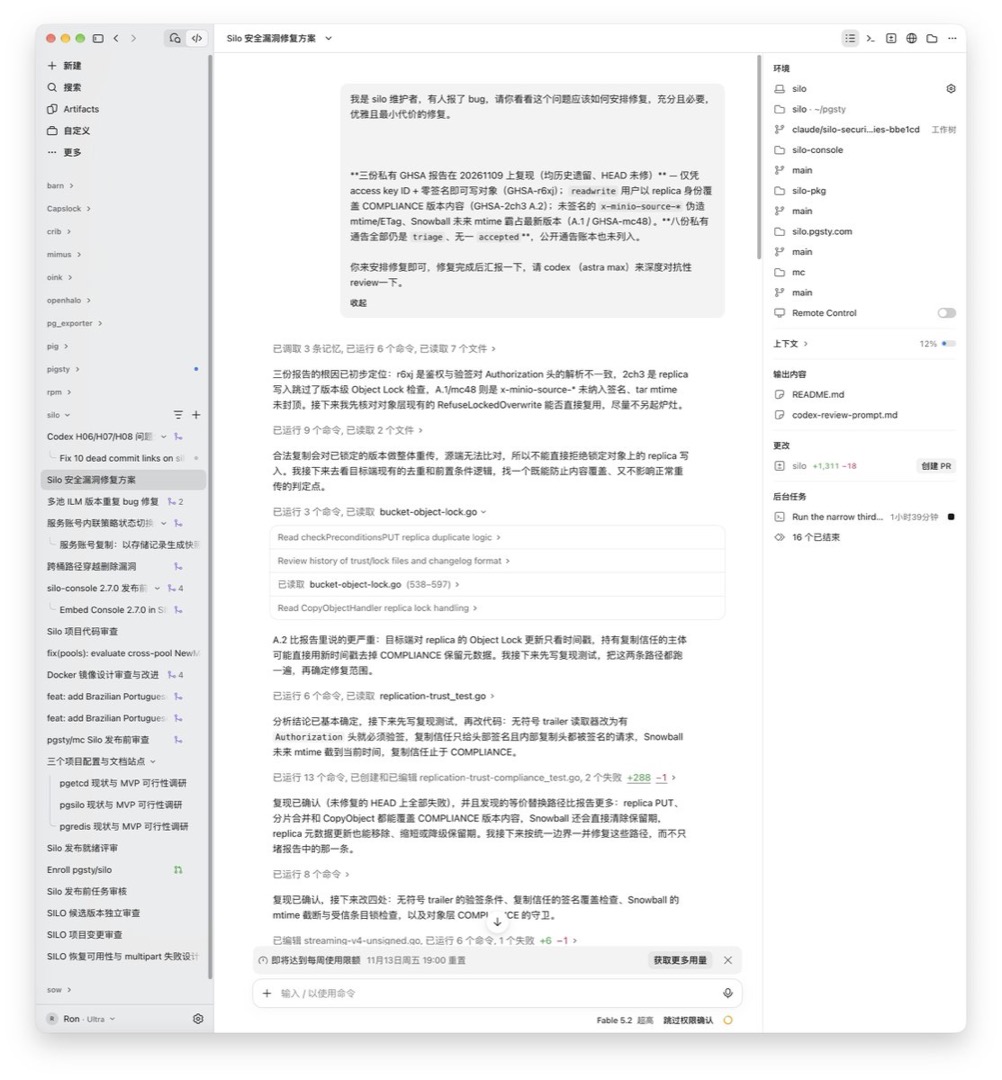 Silo 安全漏洞修复方案
新建
搜索
Artifacts
自定义
更多
barn
Capslock
crib
mimus
oink
openhalo
pg_exporter
pig
pigsty
rpm
silo
Codex H06/H07/H08 问题
Fix 10 dead commit links on
Silo 安全漏洞修复方案
多池 ILM 版本重复 bug 修复 2
服务账号内联策略状态切换
服务账号复制：以存储记录生成快
跨桶路径穿越删除漏洞
silo-console 2.7.0 发布前 4
Embed Console 2.7.0 in
Silo 项目代码审查
fix(pools): evaluate cross-pool
Docker 镜像设计审查与改进 4
feat: add Brazilian Portugues
feat: add Brazilian Portugues
pgsty/mc Silo 发布前审查
三个项目配置与文档站点
pgetcd 现状与 MVP 可行性调研
pgsilo 现状与 MVP 可行性调研
pgredis 现状与 MVP 可行性调研
Silo 发布就绪评审
Enroll pgsty/silo
Silo 发布前任务审核
SILO 候选版本独立审查
SILO 项目变更审查
SILO 恢复可用性与 multipart 失败设计
sow
R Ron · Ultra
我是 silo 维护者，有人报了 bug，请你看看这个问题应该如何安排修复，充分且必要，
优雅且最小代价的修复。
**三份私有 GHSA 报告在 20261109 上复现（均历史遗留、HEAD 未修）** — 仅凭
access key ID + 零签名即可写对象（GHSA-r6xj）；readwrite 用户以 replica 身份覆
盖 COMPLIANCE 版本内容（GHSA-2ch3 A.2）；未签名的 x-minio-source-* 伪造
mtime/ETag、Snowball 未来 mtime 霸占最新版本（A.1 / GHSA-mc48）。**八份私有
通告全部仍是 triage、无一 accepted**，公开通告账本也未列入。
你来安排修复即可，修复完成后汇报一下，请 codex （astra max）来深度对抗性
review一下。
收起
已调取 3 条记忆, 已运行 6 个命令, 已读取 7 个文件
三份报告的根因已初步定位：r6xj 是鉴权与验签对 Authorization 头的解析不一致，2ch3 是 replica
写入跳过了版本级 Object Lock 检查，A.1/mc48 则是 x-minio-source-* 未纳入签名、tar mtime
未封顶。接下来我先核对对象层现有的 RefuseLockedOverwrite 能否直接复用，尽量不另起炉灶。
已运行 9 个命令, 已读取 2 个文件
合法复制会对已锁定的版本做整体重传，源端无法比对，所以不能直接拒绝锁定对象上的 replica 写
入。我接下来去看目标端现有的去重和前置条件逻辑，找一个既能防止内容覆盖、又不影响正常重
传的判定点。
已运行 3 个命令, 已读取 bucket-object-lock.go
Read checkPreconditionsPUT replica duplicate logic
Review history of trust/lock files and changelog format
已读取 bucket-object-lock.go (538–597)
Read CopyObjectHandler replica lock handling
A.2 比报告里说的更严重：目标端对 replica 的 Object Lock 更新只看时间戳，持有复制信任的主体
可能直接用新时间戳去掉 COMPLIANCE 保留元数据。我接下来先写复现测试，把这两条路径都跑
一遍，再确定修复范围。
已运行 6 个命令, 已读取 replication-trust_test.go
分析结论已基本确定，接下来先写复现测试，再改代码：无符号 trailer 读取器改为有
Authorization 头就必须验签，复制信任只给头部签名且内部复制头都被签名的请求，Snowball
未来 mtime 截到当前时间，复制信任止于 COMPLIANCE。
已运行 13 个命令, 已创建和已编辑 replication-trust-compliance_test.go, 2 个失败 +288 −1
复现已确认（未修复的 HEAD 上全部失败），并且发现的等价替换路径比报告更多：replica PUT、
分片合并和 CopyObject 都能覆盖 COMPLIANCE 版本内容，Snowball 还会直接清除保留期，
replica 元数据更新也能移除、缩短或降级保留期。我接下来按统一边界一并修复这些路径，而不只
堵报告中的那一条。
已运行 8 个命令
复现已确认，接下来改四处：无符号 trailer 的验签条件、复制信任的签名覆盖检查、Snowball 的
mtime 截断与受信条目锁检查，以及对象层 的守卫。
已编辑 streaming-v4-unsigned.go, 已运行 6 个命令, 1 个失败 +6 −1
即将达到每周使用限额 11月13日周五 19:00 重置 获取更多用量
输入 / 以使用命令
Fable 5.2 超高 跳过权限确认
环境
silo
silo · ~/pgsty
claude/silo-securi...ies-bbe1cd 工作树
silo-console
main
silo-pkg
main
silo.pgsty.com
main
mc
main
Remote Control
上下文 12%
输出内容
README.md
codex-review-prompt.md
更改
silo +1,311 −18 创建 PR
后台任务
Run the narrow third... 1小时39分钟
16 个已结束